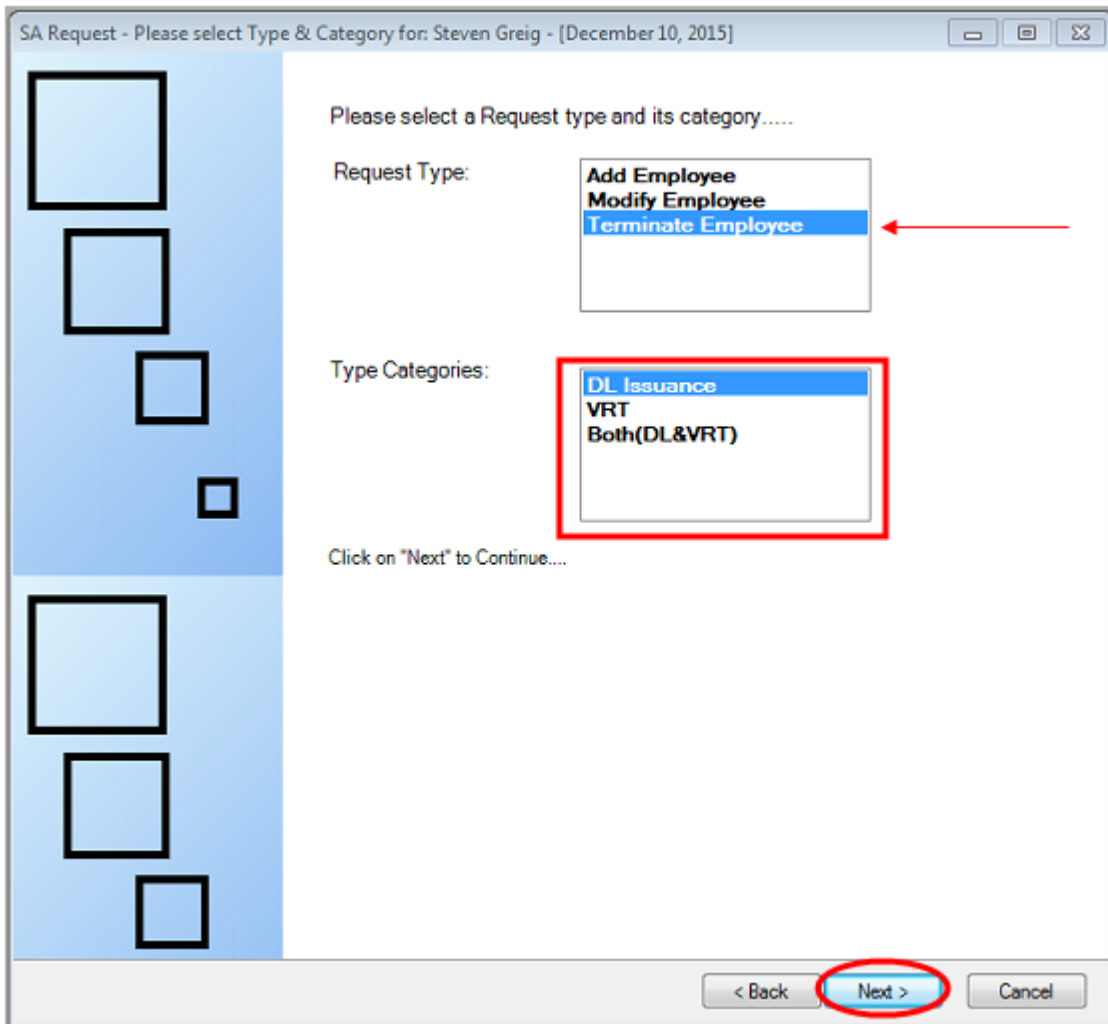 SA Request - Please select Type & Category for: Steven Greig - [December 10, 2015]
Please select a Request type and its category.....
Request Type:
Add Employee
Modify Employee
Terminate Employee
Type Categories:
DL Issuance
VRT
Both(DL&VRT)
Click on "Next" to Continue....
< Back
Next >
Cancel